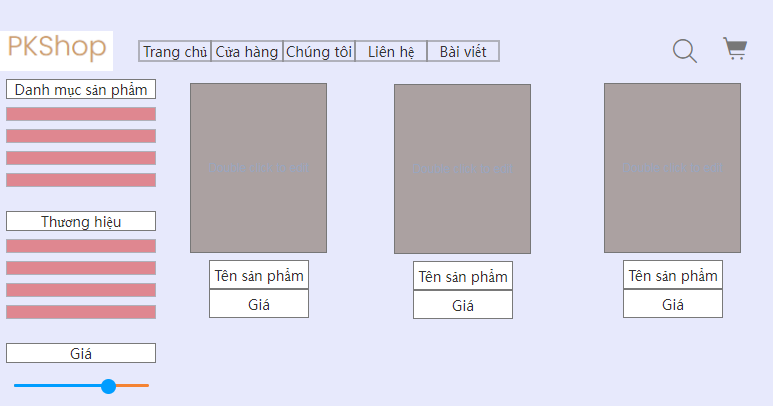 PKShop
Trang chủ Cửa hàng Chúng tôi Liên hệ Bài viết
Danh mục sản phẩm
Thương hiệu
Giá
Tên sản phẩm
Giá
Tên sản phẩm
Giá
Tên sản phẩm
Giá